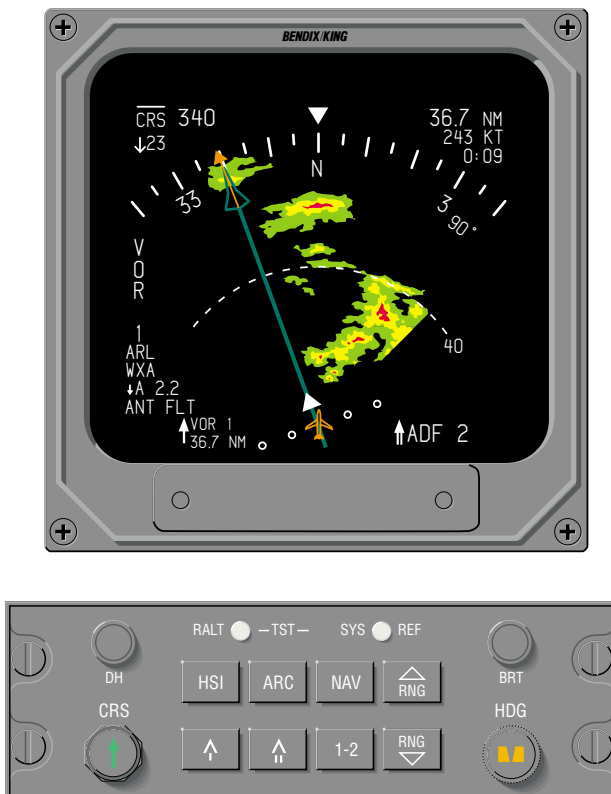 BENDIX/KING
CRS 340
↓23
36.7 NM
243 KT
0:09
33
N
3
90°
VOR
40
1
ARL
WXA
↓A 2.2
ANT FLT
VOR 1
36.7 NM
ADF 2
RALT
–TST–
SYS
REF
DH
HSI
ARC
NAV
RNG
BRT
CRS
HDG
1-2
RNG